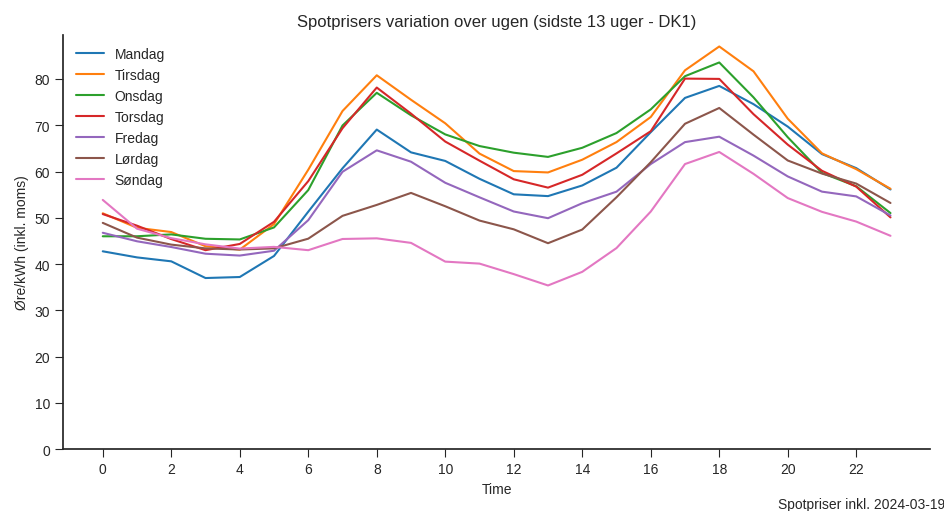 Spotprisers variation over ugen (sidste 13 uger - DK1)
Mandag
Tirsdag
Onsdag
Torsdag
Fredag
Lørdag
Søndag
Øre/kWh (inkl. moms)
80
70
60
50
40
30
20
10
0
0 2 4 6 8 10 12 14 16 18 20 22
Time
Spotpriser inkl. 2024-03-19